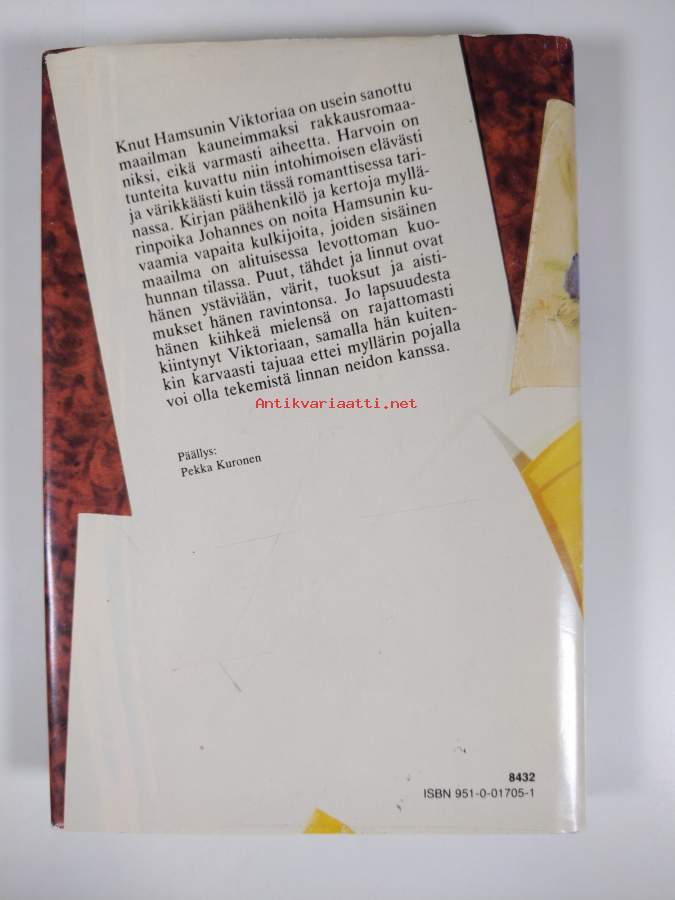 Knut Hamsunin Viktoriaa on usein sanottu
maailman kauneimmaksi rakkausromaa-
niksi, eikä varmasti aiheetta. Harvoin on
tunteita kuvattu niin intohimoisen elävästi
ja värikkäästi kuin tässä romanttisessa tari-
nassa. Kirjan päähenkilö ja kertoja myllä-
rinpoika Johannes on noita Hamsunin ku-
vaamia vapaita kulkijoita, joiden sisäinen
maailma on alituisessa levottoman kuo-
hunnan tilassa. Puut, tähdet ja linnut ovat
hänen ystäviään, värit, tuoksut ja aisti-
mukset hänen ravintonsa. Jo lapsuudesta
hänen kiihkeä mielensä on rajattomasti
kiintynyt Viktoriaan, samalla hän kuiten-
kin karvaasti tajuaa ettei myllärin pojalla
voi olla tekemistä linnan neidon kanssa.
Antikvariaatti.net
Päällys:
Pekka Kuronen
8432
ISBN 951-0-01705-1